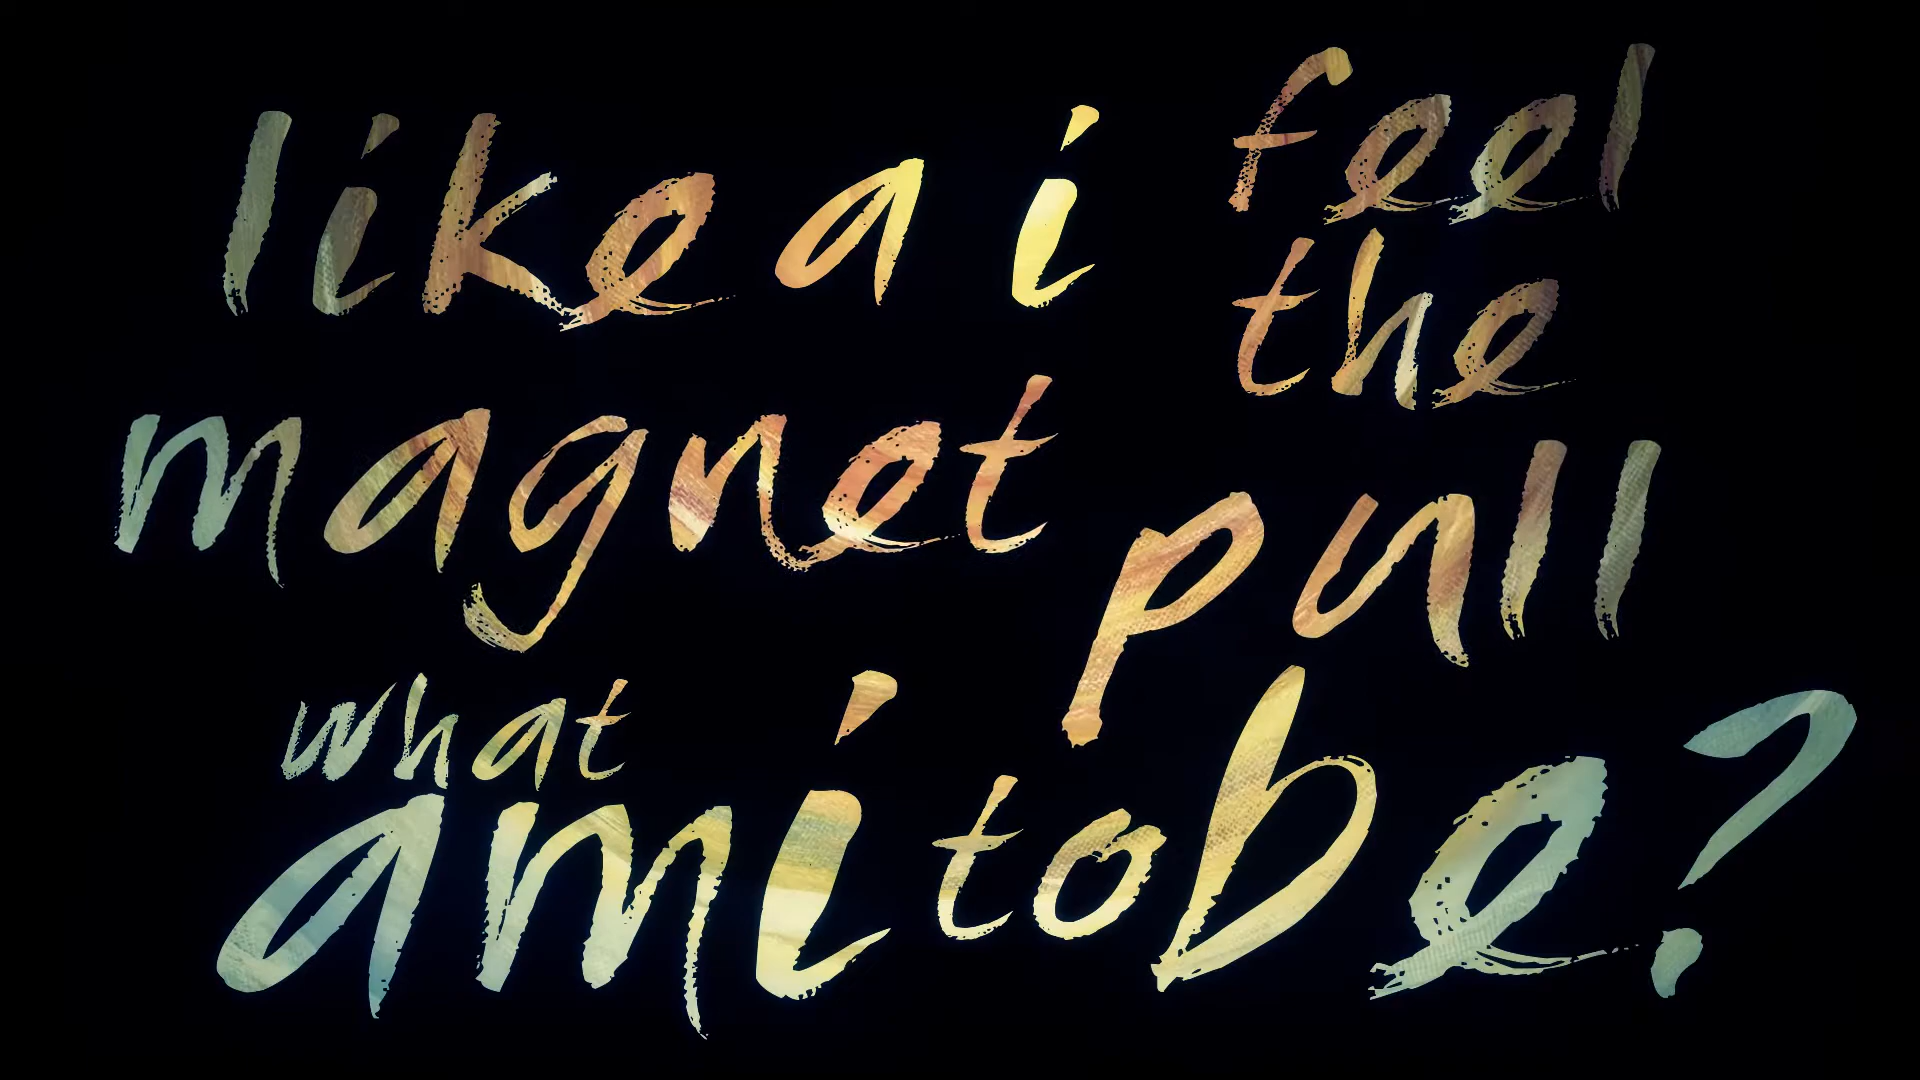 like a
magnet
i feel
the
pull
what
am i to be?